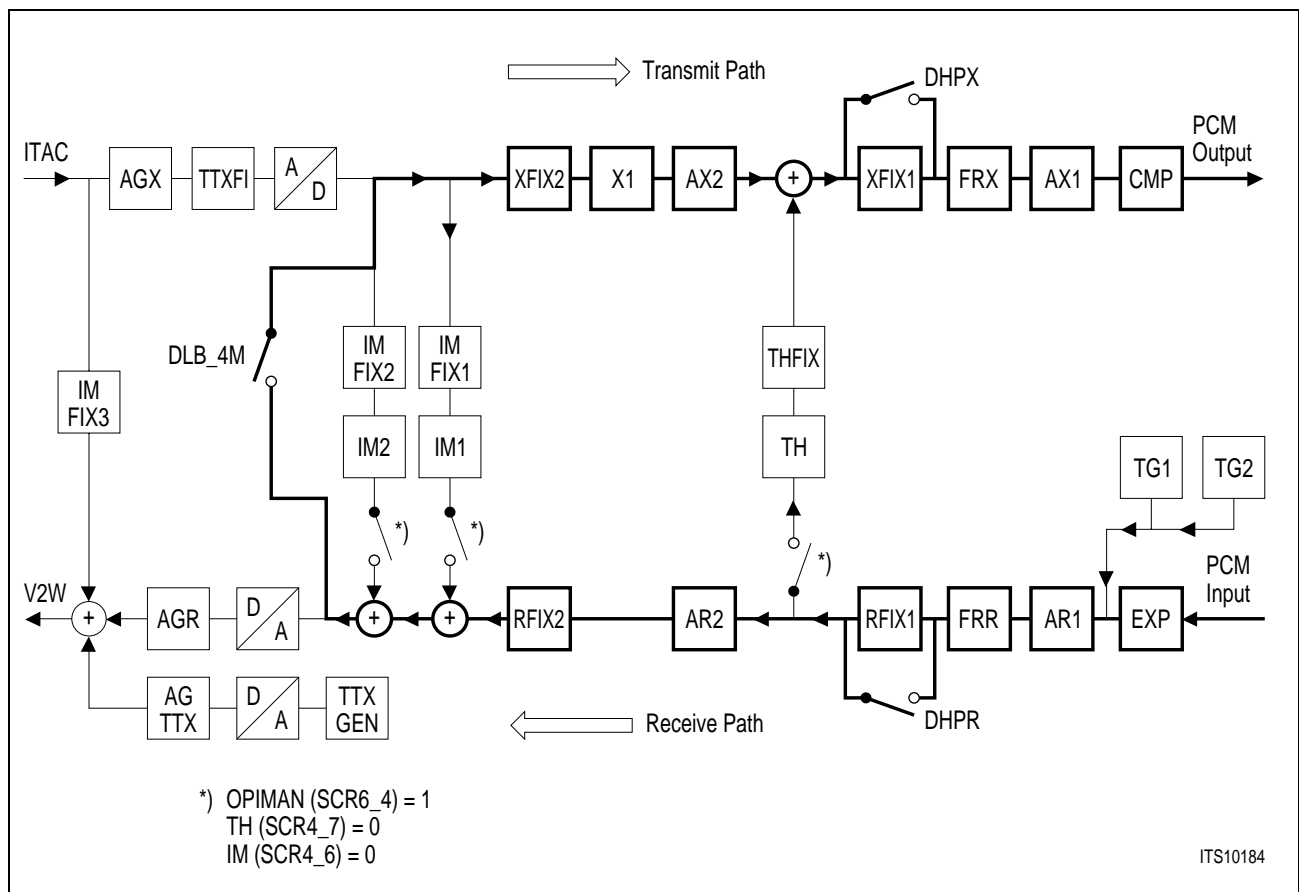 Transmit Path
DHPX
ITAC
PCM
Output
AGX
TTXFI
A
D
XFIX2
X1
AX2
+
XFIX1
FRX
AX1
CMP
DLB_4M
IM
FIX3
IM
FIX2
IM
FIX1
THFIX
IM2
IM1
TH
TG1
TG2
*)
*)
*)
V2W
PCM
Input
+
AGR
D
A
+
+
RFIX2
AR2
RFIX1
FRR
AR1
EXP
AG
TTX
D
A
TTX
GEN
Receive Path
DHPR
*) OPIMAN (SCR6_4) = 1
TH (SCR4_7) = 0
IM (SCR4_6) = 0
ITS10184